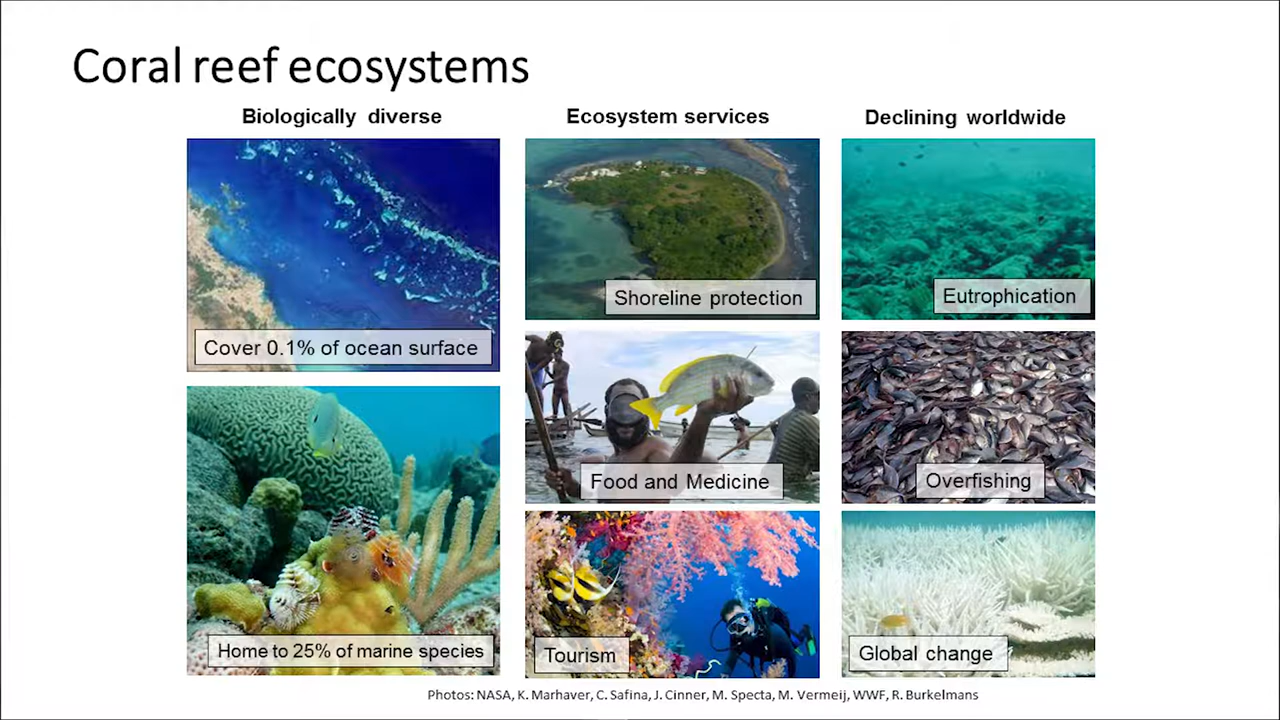 Coral reef ecosystems
Biologically diverse
Cover 0.1% of ocean surface
Home to 25% of marine species
Ecosystem services
Shoreline protection
Food and Medicine
Tourism
Declining worldwide
Eutrophication
Overfishing
Global change
Photos: NASA, K. Marhaver, C. Safina, J. Cinner, M. Specta, M. Vermeij, WWF, R. Burkelmans